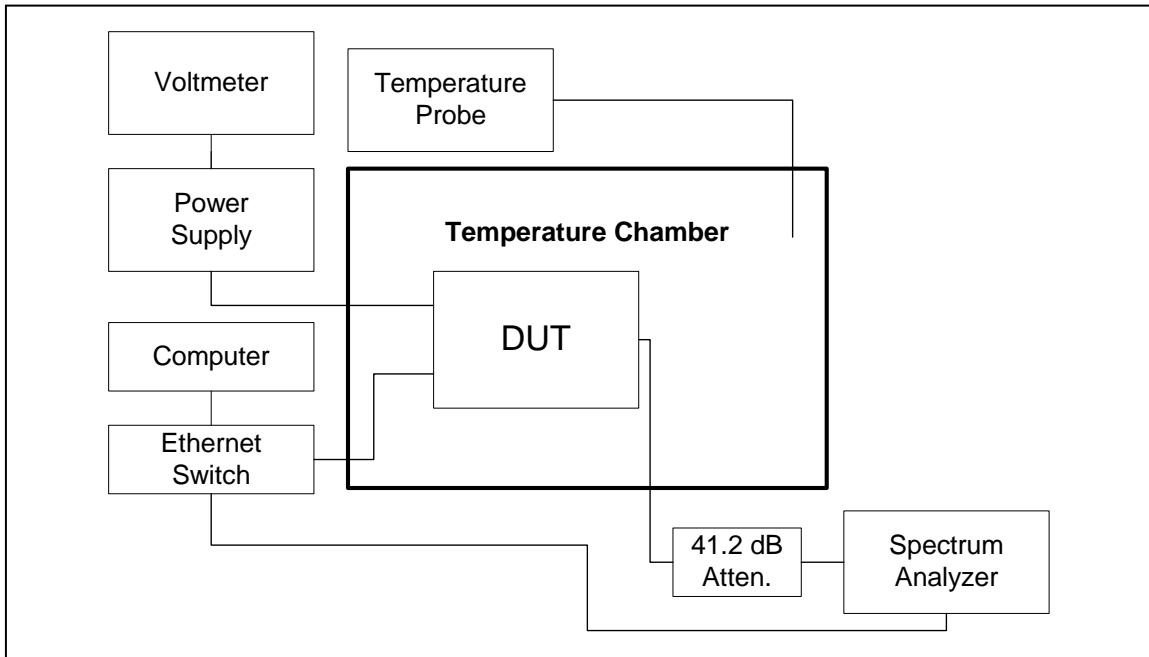 Voltmeter
Temperature
Probe
Power
Supply
Temperature Chamber
DUT
Computer
Ethernet
Switch
41.2 dB
Atten.
Spectrum
Analyzer